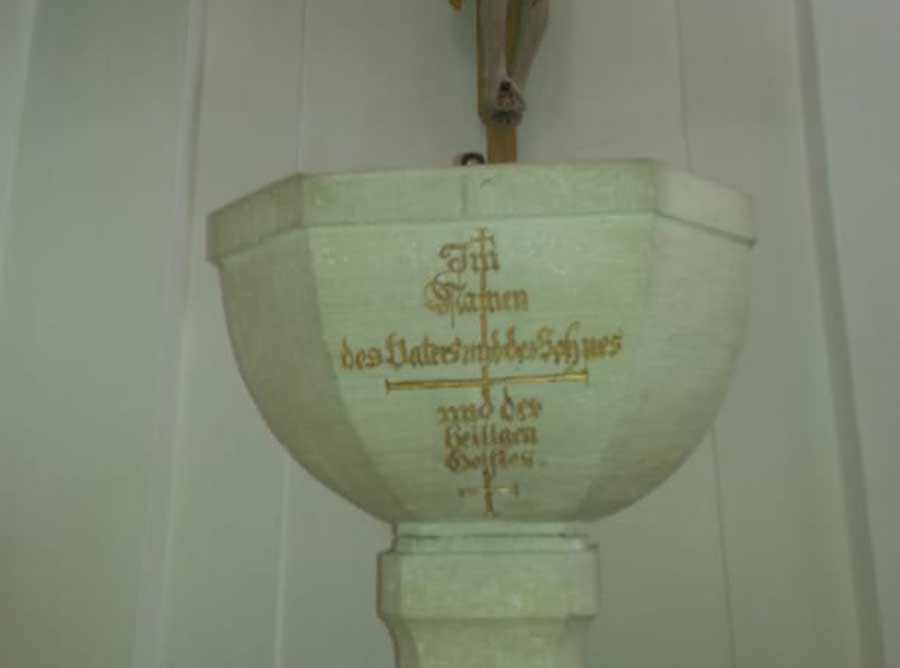 Im
Namen
des Vaters und des Sohnes
und des
heiligen
Geistes.